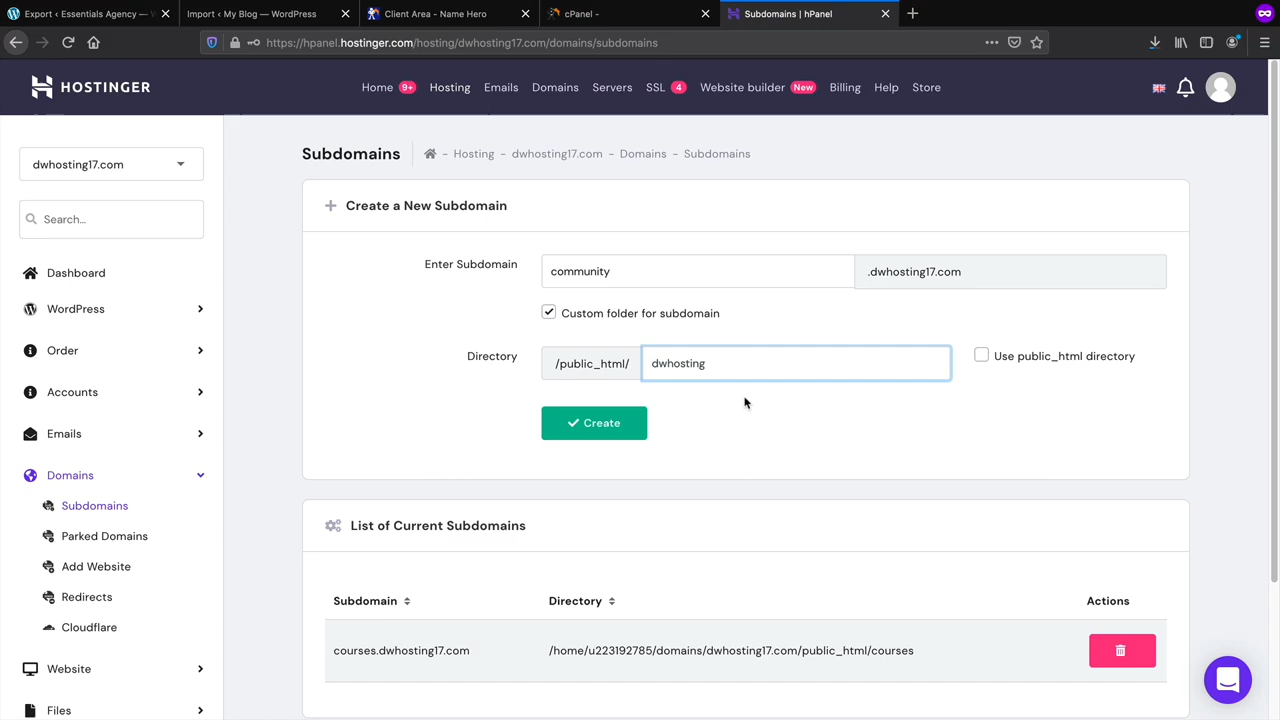 Export ‹ Essentials Agency — W
Import ‹ My Blog — WordPress
Client Area - Name Hero
cPanel -
Subdomains | hPanel
https://hpanel.hostinger.com/hosting/dwhosting17.com/domains/subdomains
HOSTINGER
Home 9+ Hosting Emails Domains Servers SSL 4 Website builder New Billing Help Store
dwhosting17.com
Search...
Dashboard
WordPress
Order
Accounts
Emails
Domains
Subdomains
Parked Domains
Add Website
Redirects
Cloudflare
Website
Files
Subdomains
- Hosting - dwhosting17.com - Domains - Subdomains
Create a New Subdomain
Enter Subdomain community .dwhosting17.com
Custom folder for subdomain
Directory /public_html/ dwhosting Use public_html directory
Create
List of Current Subdomains
Subdomain Directory Actions
courses.dwhosting17.com /home/u223192785/domains/dwhosting17.com/public_html/courses